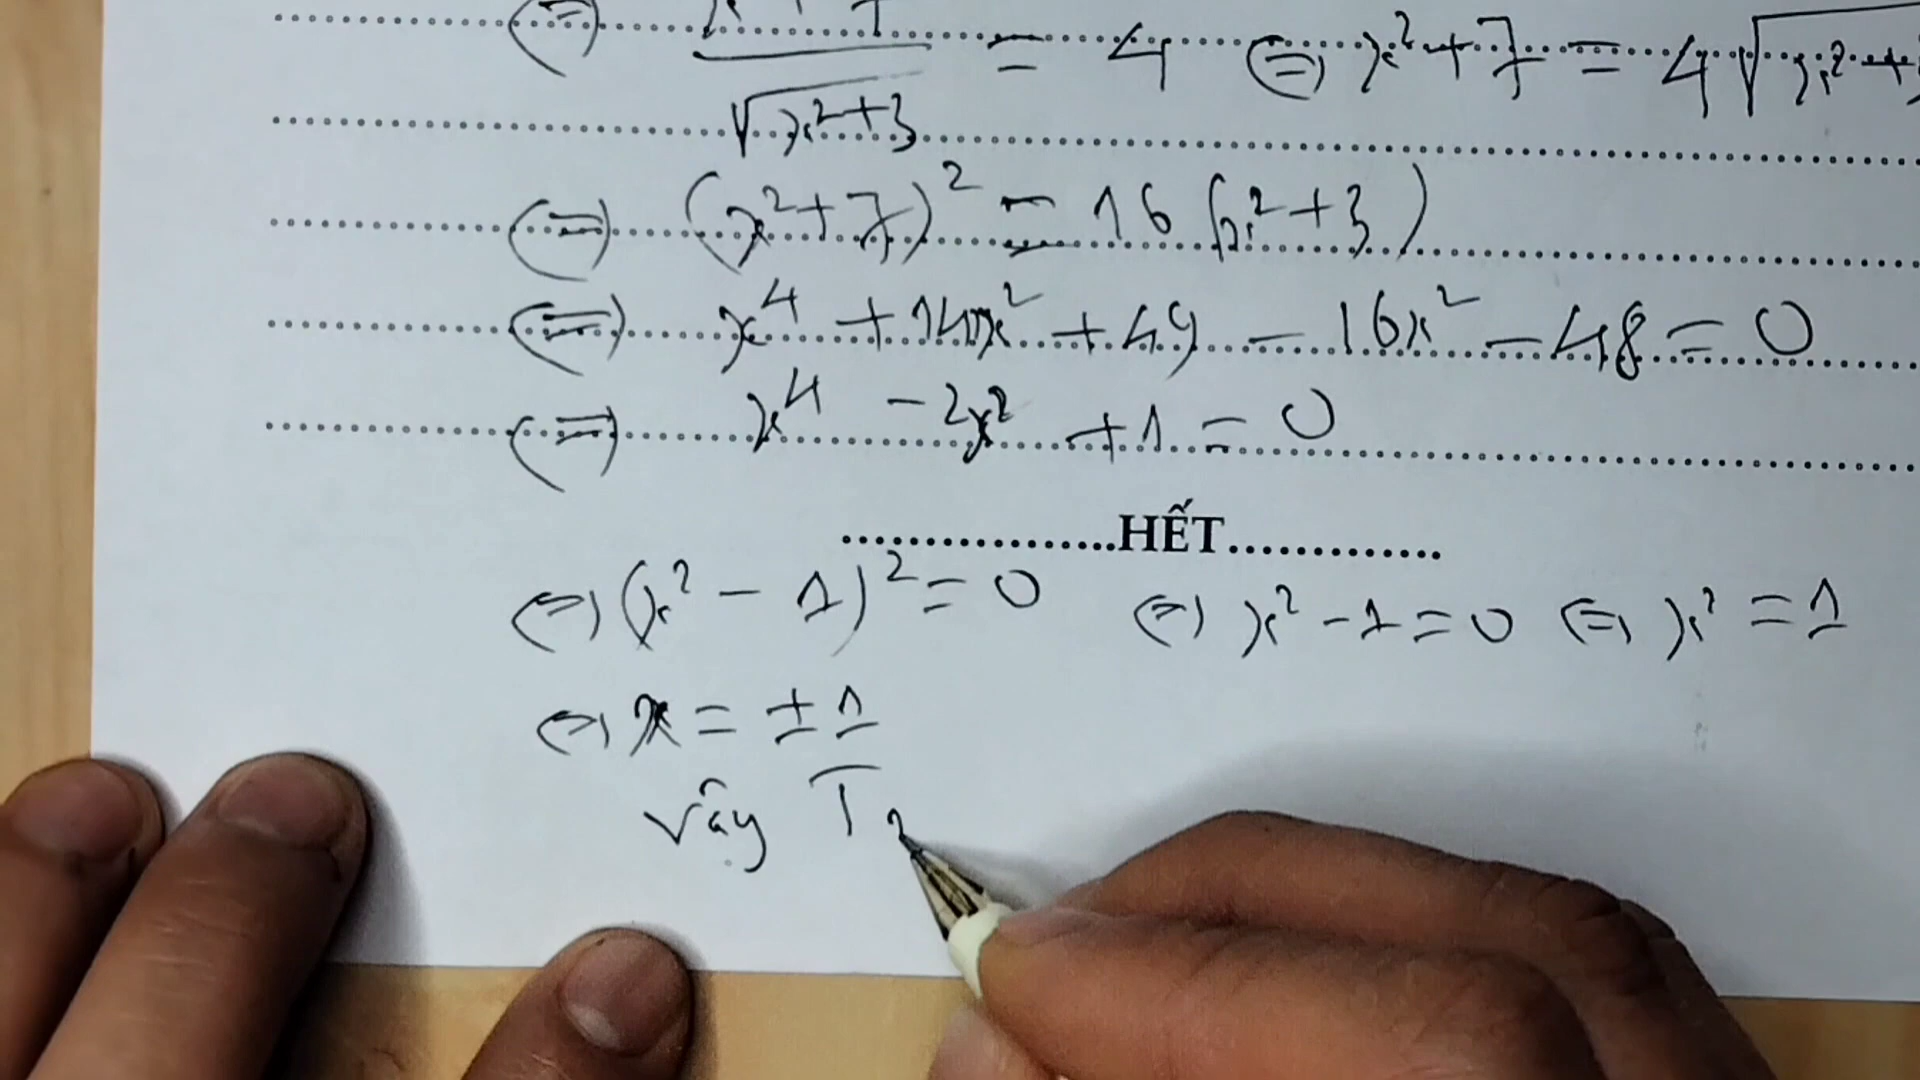 ⇔ x²+7 / √x²+3 = 4 ⇔ x²+7 = 4√x²+3
⇔ (x²+7)² = 16(x²+3)
⇔ x⁴ + 14x² + 49 - 16x² - 48 = 0
⇔ x⁴ - 2x² + 1 = 0
.................HẾT.............
⇔ (x² - 1)² = 0 ⇔ x² - 1 = 0 ⇔ x² = 1
⇔ x = ± 1
Vậy T